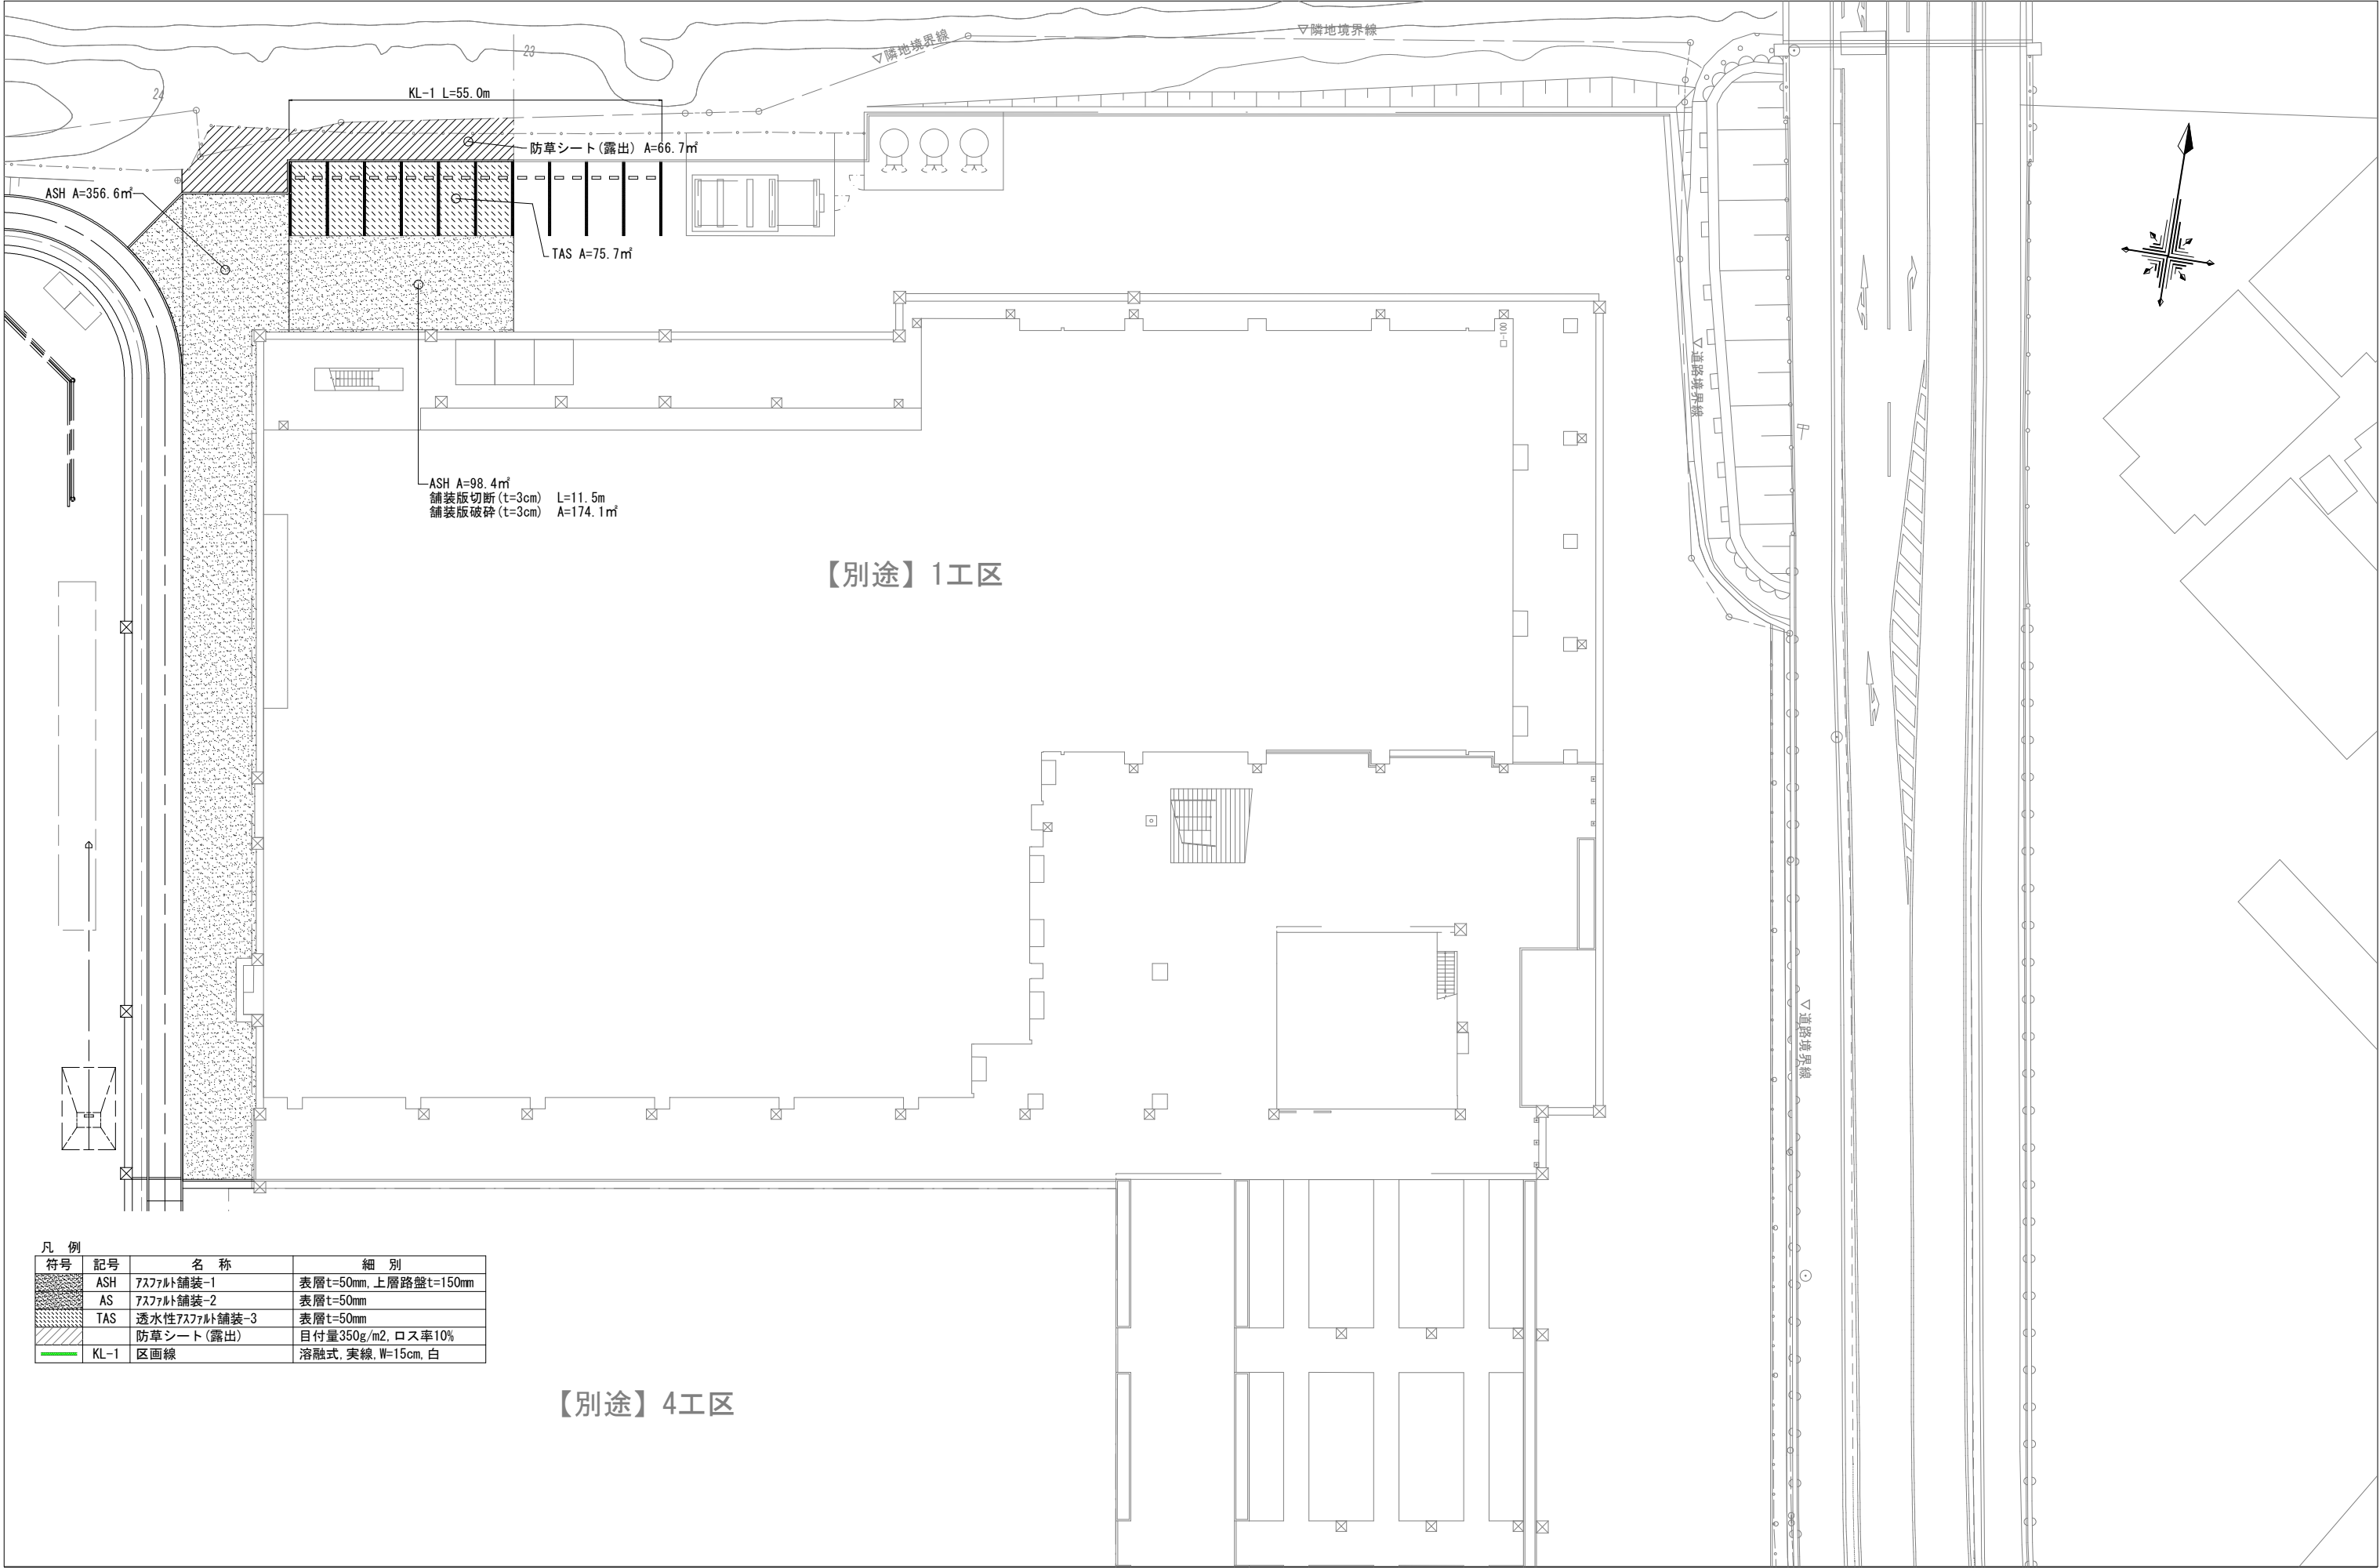 ▽隣地境界線
▽隣地境界線
23
24
KL-1 L=55.0m
防草シート(露出) A=66.7㎡
ASH A=356.6㎡
TAS A=75.7㎡
▽道路境界線
ASH A=98.4㎡
舗装版切断(t=3cm) L=11.5m
舗装版破砕(t=3cm) A=174.1㎡
【別途】1工区
▽道路境界線
凡 例
符号 記号 名 称 細 別
ASH アスファルト舗装-1 表層t=50mm,上層路盤t=150mm
AS アスファルト舗装-2 表層t=50mm
TAS 透水性アスファルト舗装-3 表層t=50mm
防草シート(露出) 目付量350g/m2,ロス率10%
KL-1 区画線 溶融式,実線,W=15cm,白
【別途】4工区